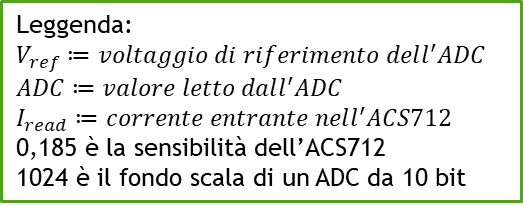 Leggenda:
V_ref ≔ voltaggio di riferimento dell'ADC
ADC ≔ valore letto dall'ADC
I_read ≔ corrente entrante nell'ACS712
0,185 è la sensibilità dell’ACS712
1024 è il fondo scala di un ADC da 10 bit